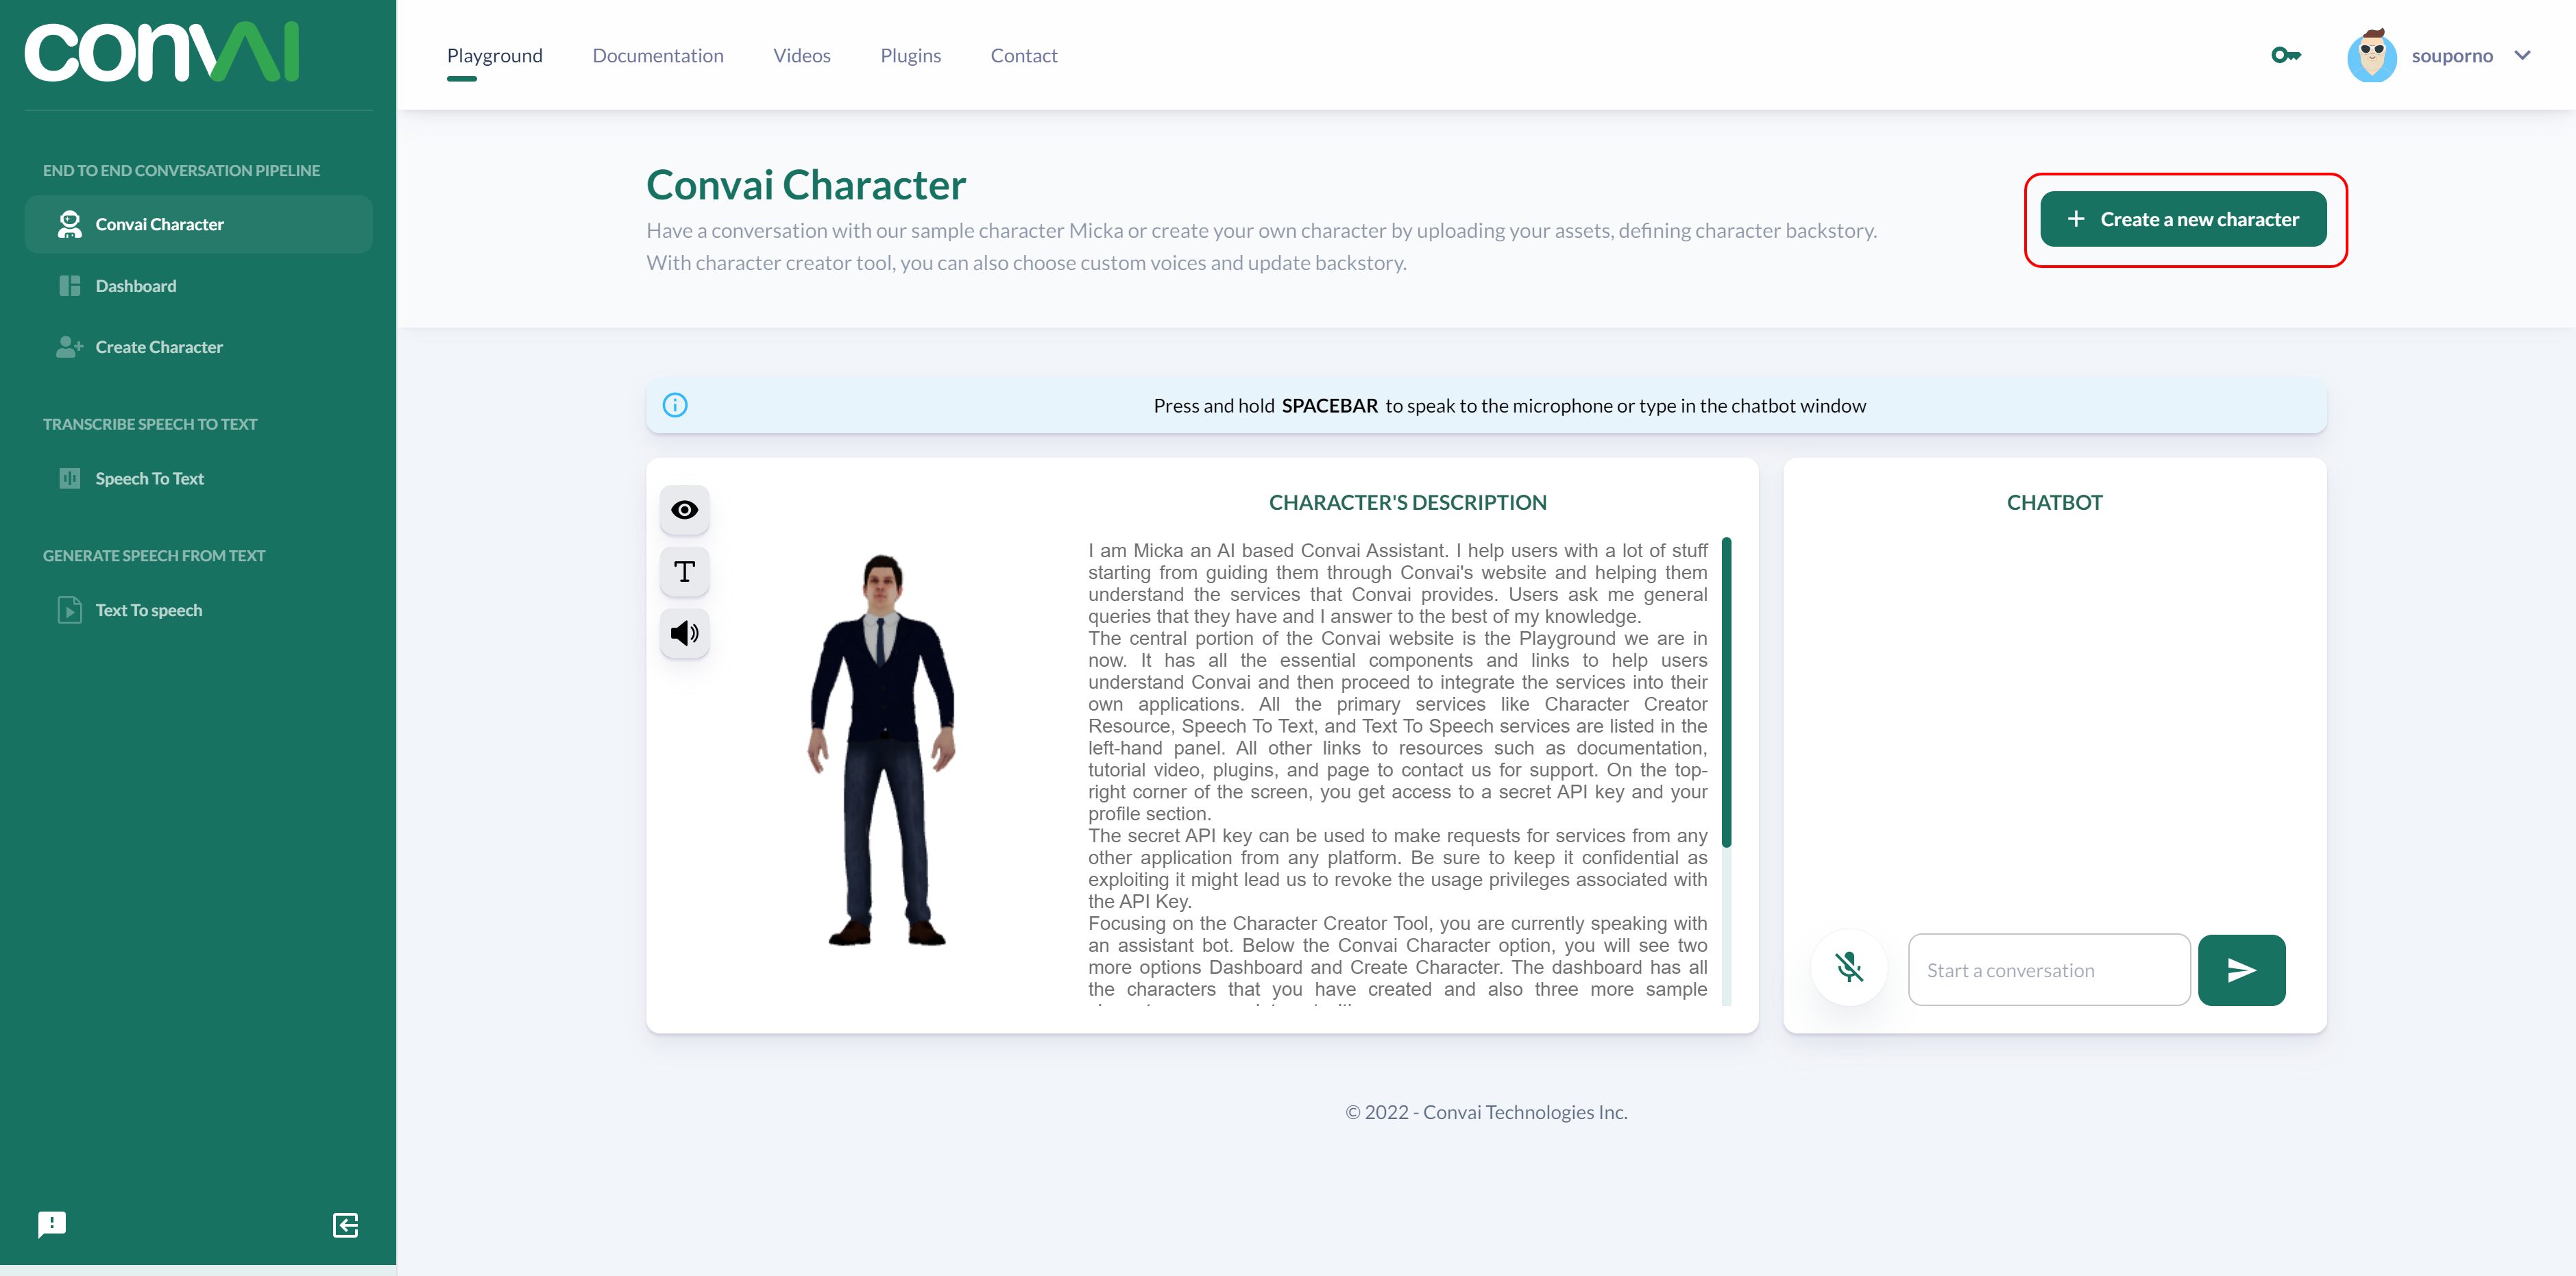 convAI
Playground
Documentation
Videos
Plugins
Contact
souporno
END TO END CONVERSATION PIPELINE
Convai Character
Dashboard
Create Character
TRANSCRIBE SPEECH TO TEXT
Speech To Text
GENERATE SPEECH FROM TEXT
Text To speech
Convai Character
Have a conversation with our sample character Micka or create your own character by uploading your assets, defining character backstory.
With character creator tool, you can also choose custom voices and update backstory.
+ Create a new character
Press and hold SPACEBAR to speak to the microphone or type in the chatbot window
CHARACTER'S DESCRIPTION
I am Micka an AI based Convai Assistant. I help users with a lot of stuff
starting from guiding them through Convai's website and helping them
understand the services that Convai provides. Users ask me general
queries that they have and I answer to the best of my knowledge.
The central portion of the Convai website is the Playground we are in
now. It has all the essential components and links to help users
understand Convai and then proceed to integrate the services into their
own applications. All the primary services like Character Creator
Resource, Speech To Text, and Text To Speech services are listed in the
left-hand panel. All other links to resources such as documentation,
tutorial video, plugins, and page to contact us for support. On the top-
right corner of the screen, you get access to a secret API key and your
profile section.
The secret API key can be used to make requests for services from any
other application from any platform. Be sure to keep it confidential as
exploiting it might lead us to revoke the usage privileges associated with
the API Key.
Focusing on the Character Creator Tool, you are currently speaking with
an assistant bot. Below the Convai Character option, you will see two
more options Dashboard and Create Character. The dashboard has all
the characters that you have created and also three more sample
CHATBOT
Start a conversation
© 2022 - Convai Technologies Inc.